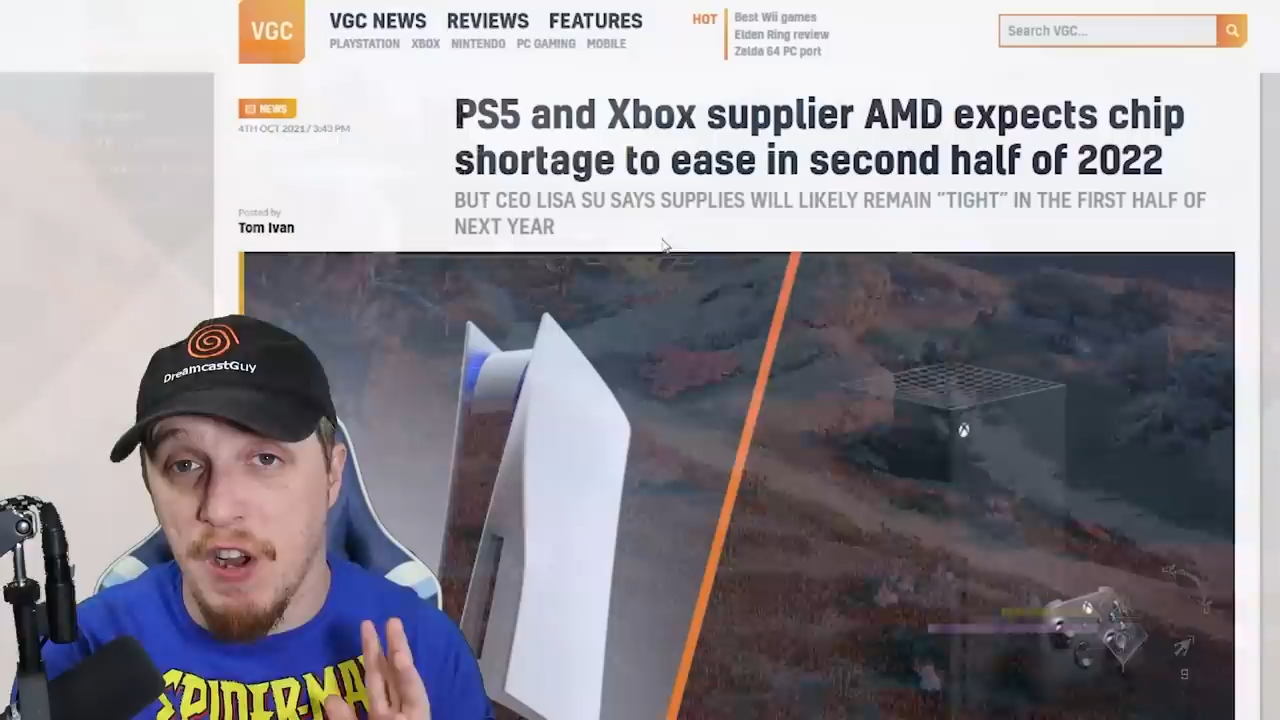 VGC
VGC NEWS REVIEWS FEATURES
PLAYSTATION XBOX NINTENDO PC GAMING MOBILE
HOT
Best Wii games
Elden Ring review
Zelda 64 PC port
Search VGC...
NEWS
4TH OCT 2021 / 3:43 PM
PS5 and Xbox supplier AMD expects chip
shortage to ease in second half of 2022
BUT CEO LISA SU SAYS SUPPLIES WILL LIKELY REMAIN "TIGHT" IN THE FIRST HALF OF
NEXT YEAR
Posted by
Tom Ivan
DreamcastGuy
SPIDER-MA
9